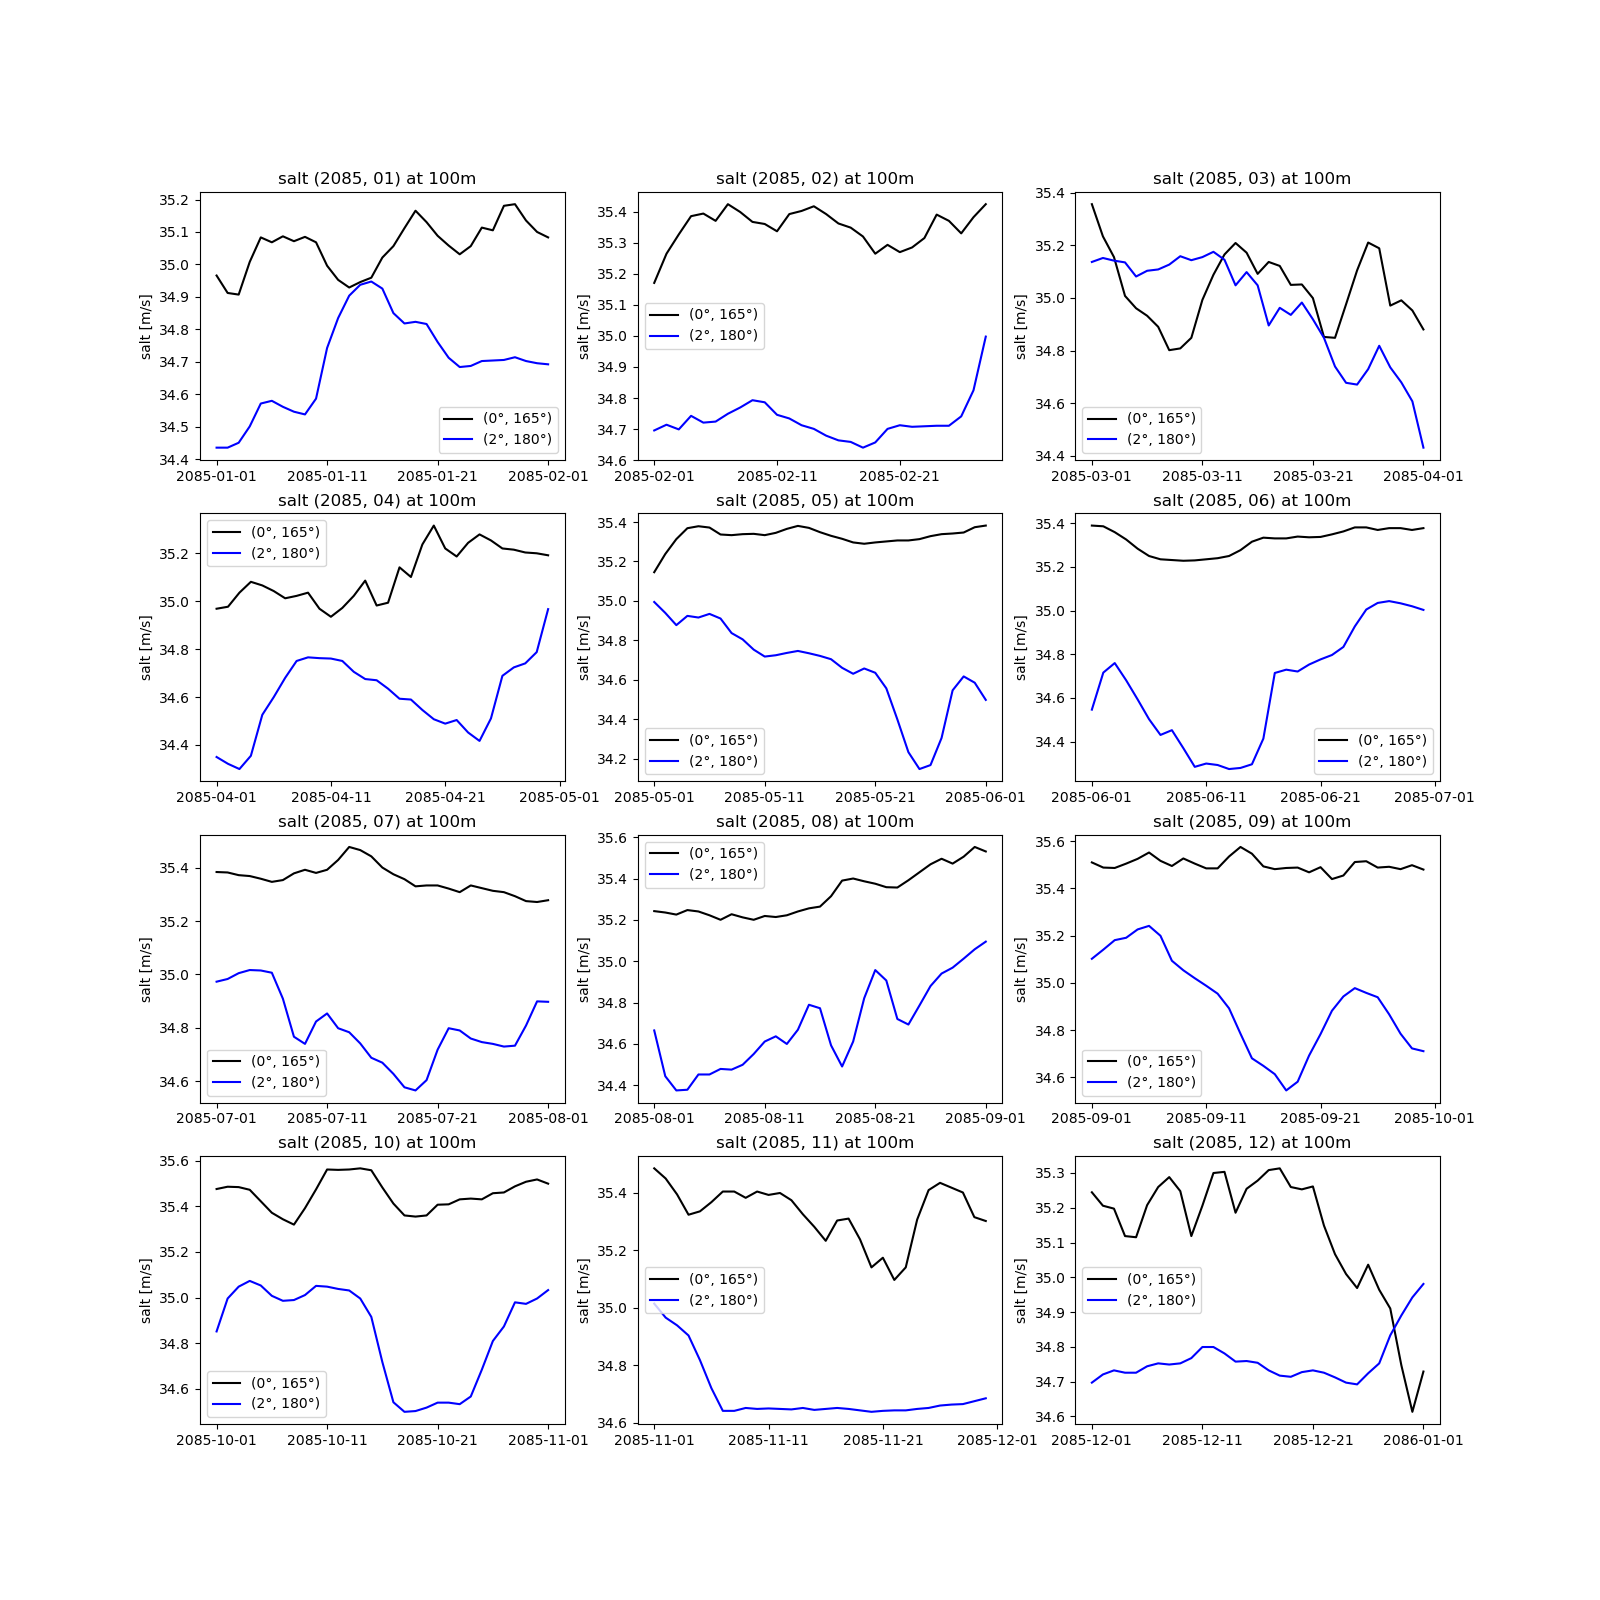 salt (2085, 01) at 100m
salt [m/s]
35.2
35.1
35.0
34.9
34.8
34.7
34.6
34.5
34.4
(0°, 165°)
(2°, 180°)
2085-01-01 2085-01-11 2085-01-21 2085-02-01
salt (2085, 02) at 100m
salt [m/s]
35.4
35.3
35.2
35.1
35.0
34.9
34.8
34.7
34.6
(0°, 165°)
(2°, 180°)
2085-02-01 2085-02-11 2085-02-21
salt (2085, 03) at 100m
salt [m/s]
35.4
35.2
35.0
34.8
34.6
34.4
(0°, 165°)
(2°, 180°)
2085-03-01 2085-03-11 2085-03-21 2085-04-01
salt (2085, 04) at 100m
salt [m/s]
35.2
35.0
34.8
34.6
34.4
(0°, 165°)
(2°, 180°)
2085-04-01 2085-04-11 2085-04-21 2085-05-01
salt (2085, 05) at 100m
salt [m/s]
35.4
35.2
35.0
34.8
34.6
34.4
34.2
(0°, 165°)
(2°, 180°)
2085-05-01 2085-05-11 2085-05-21 2085-06-01
salt (2085, 06) at 100m
salt [m/s]
35.4
35.2
35.0
34.8
34.6
34.4
(0°, 165°)
(2°, 180°)
2085-06-01 2085-06-11 2085-06-21 2085-07-01
salt (2085, 07) at 100m
salt [m/s]
35.4
35.2
35.0
34.8
34.6
(0°, 165°)
(2°, 180°)
2085-07-01 2085-07-11 2085-07-21 2085-08-01
salt (2085, 08) at 100m
salt [m/s]
35.6
35.4
35.2
35.0
34.8
34.6
34.4
(0°, 165°)
(2°, 180°)
2085-08-01 2085-08-11 2085-08-21 2085-09-01
salt (2085, 09) at 100m
salt [m/s]
35.6
35.4
35.2
35.0
34.8
34.6
(0°, 165°)
(2°, 180°)
2085-09-01 2085-09-11 2085-09-21 2085-10-01
salt (2085, 10) at 100m
salt [m/s]
35.6
35.4
35.2
35.0
34.8
34.6
(0°, 165°)
(2°, 180°)
2085-10-01 2085-10-11 2085-10-21 2085-11-01
salt (2085, 11) at 100m
salt [m/s]
35.4
35.2
35.0
34.8
34.6
(0°, 165°)
(2°, 180°)
2085-11-01 2085-11-11 2085-11-21 2085-12-01
salt (2085, 12) at 100m
salt [m/s]
35.3
35.2
35.1
35.0
34.9
34.8
34.7
34.6
(0°, 165°)
(2°, 180°)
2085-12-01 2085-12-11 2085-12-21 2086-01-01